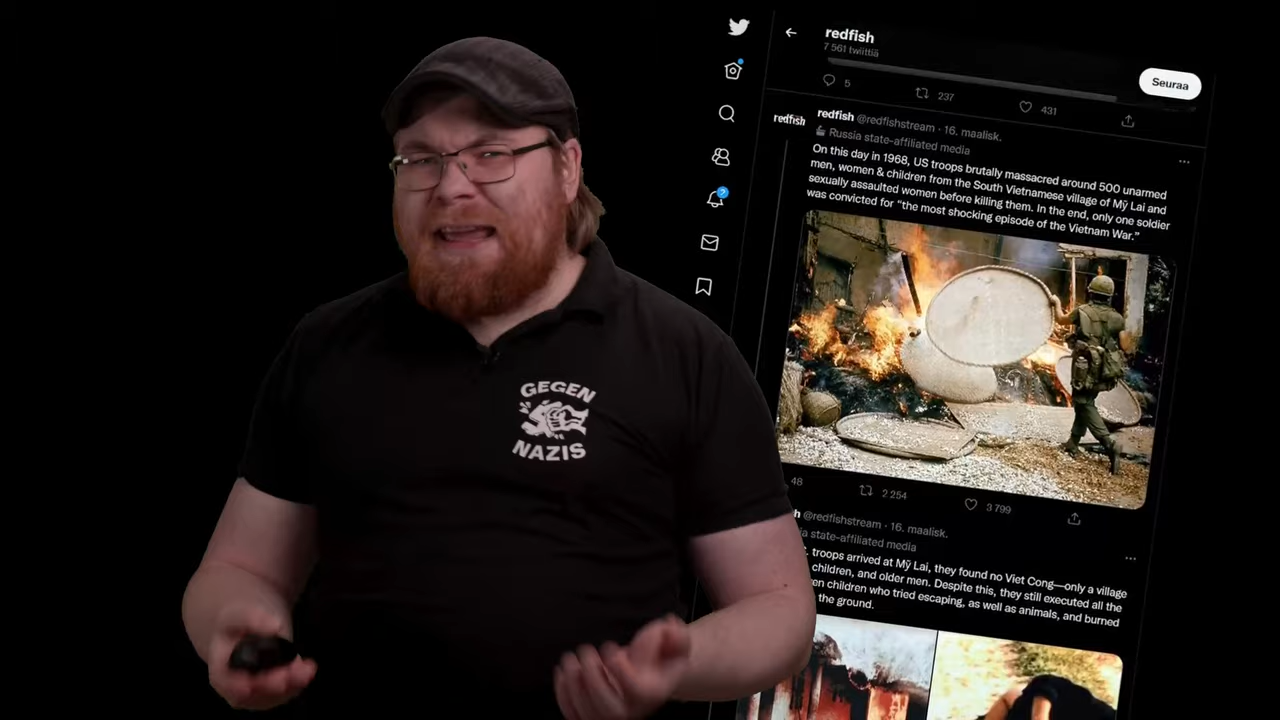 GEGEN
NAZIS
redfish
7 561 twiittiä
Seuraa
5
237
431
redfish
redfish @redfishstream · 16. maalisk.
Russia state-affiliated media
On this day in 1968, US troops brutally massacred around 500 unarmed
men, women & children from the South Vietnamese village of Mỹ Lai and
sexually assaulted women before killing them. In the end, only one soldier
was convicted for “the most shocking episode of the Vietnam War.”
48
2 254
3 799
h @redfishstream · 16. maalisk.
ia state-affiliated media
. troops arrived at Mỹ Lai, they found no Viet Cong—only a village
children, and older men. Despite this, they still executed all the
en children who tried escaping, as well as animals, and burned
the ground.